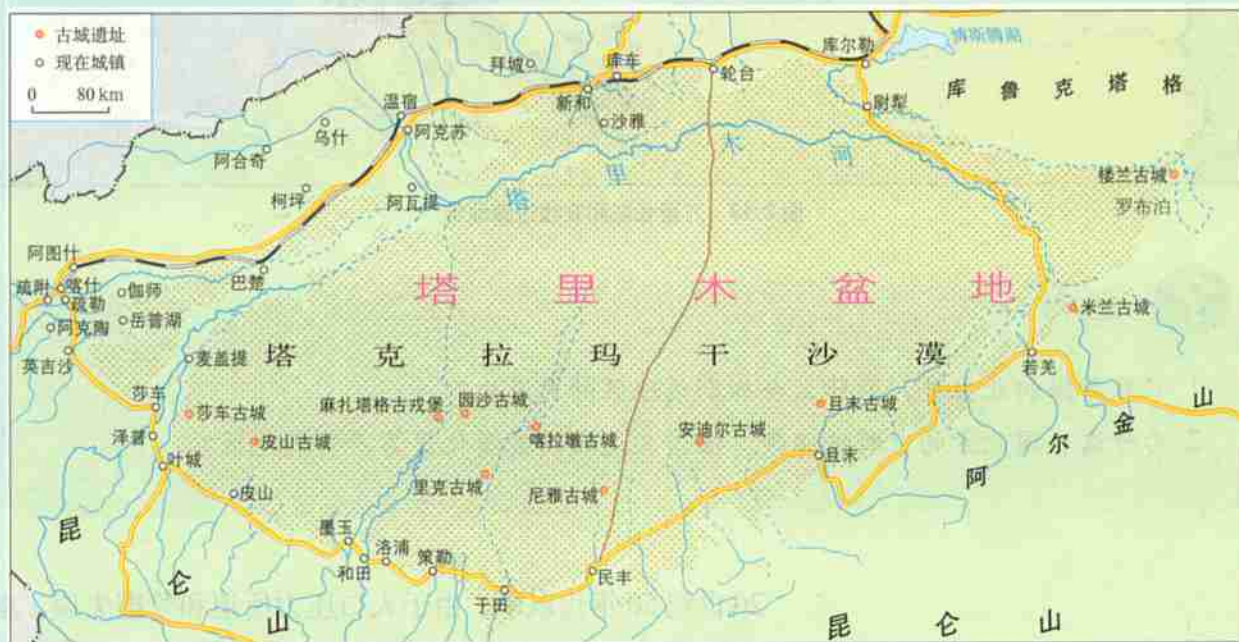 古城遗址
现在城镇
0 80 km
博斯腾湖
库尔勒
库车
轮台
拜城
新和
沙雅
尉犁
库鲁克塔格
温宿
阿克苏
乌什
阿合奇
柯坪
阿瓦提
塔里木河
楼兰古城
罗布泊
阿图什
巴楚
疏附
喀什
疏勒
伽师
岳普湖
阿克陶
英吉沙
塔里木盆地
米兰古城
麦盖提
塔克拉玛干沙漠
若羌
莎车
莎车古城
麻扎塔格古戍堡
园沙古城
喀拉墩古城
安迪尔古城
且末古城
泽普
皮山古城
叶城
里克古城
尼雅古城
且末
阿尔金山
皮山
墨玉
和田
洛浦
策勒
于田
民丰
昆仑山
昆仑山